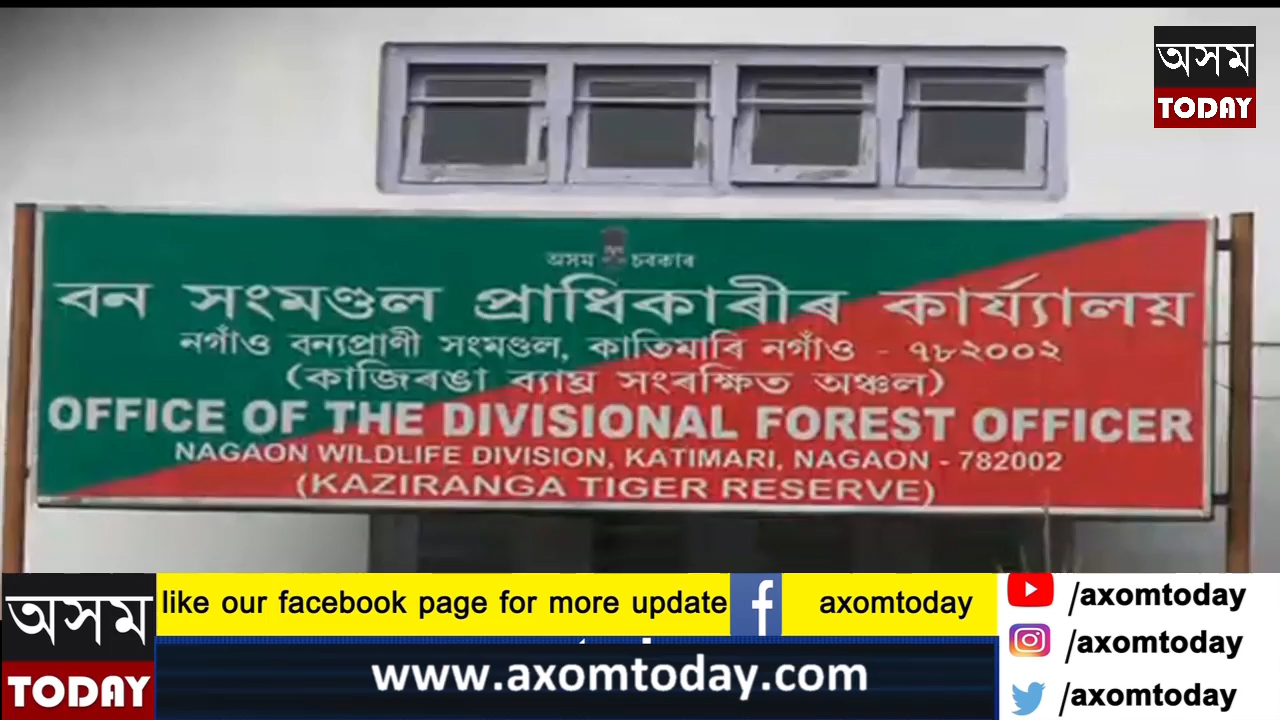 অসম
TODAY
অসম চৰকাৰ
বন সংমণ্ডল প্ৰাধিকাৰীৰ কাৰ্য্যালয়
নগাঁও বন্যপ্ৰাণী সংমণ্ডল, কাতিমাৰি নগাঁও - ৭৮২০০২
(কাজিৰঙা ব্যাঘ্ৰ সংৰক্ষিত অঞ্চল)
OFFICE OF THE DIVISIONAL FOREST OFFICER
NAGAON WILDLIFE DIVISION, KATIMARI, NAGAON - 782002
(KAZIRANGA TIGER RESERVE)
অসম
TODAY
like our facebook page for more update axomtoday
www.axomtoday.com
/axomtoday
/axomtoday
/axomtoday